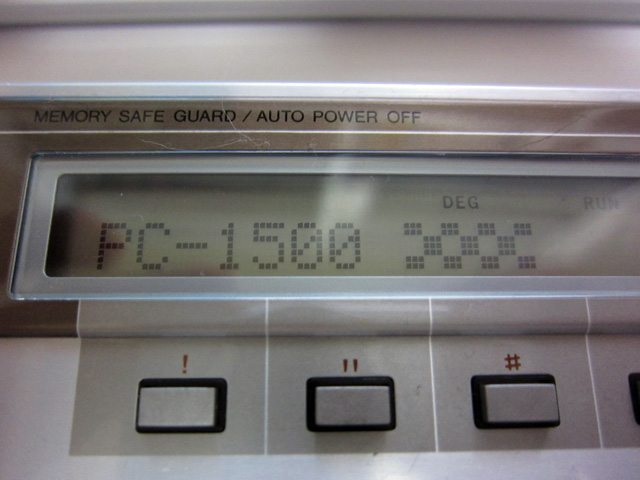 MEMORY SAFE GUARD / AUTO POWER OFF
DEG RUN
PC-1500
! " #